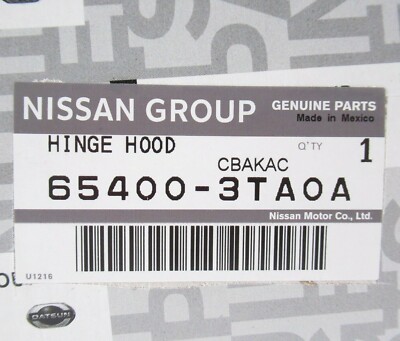 NISSAN GROUP
GENUINE PARTS
Made in Mexico
HINGE HOOD
Q'TY
1
CBAKAC
65400-3TA0A
Nissan Motor Co., Ltd.
U1216
DATSUN